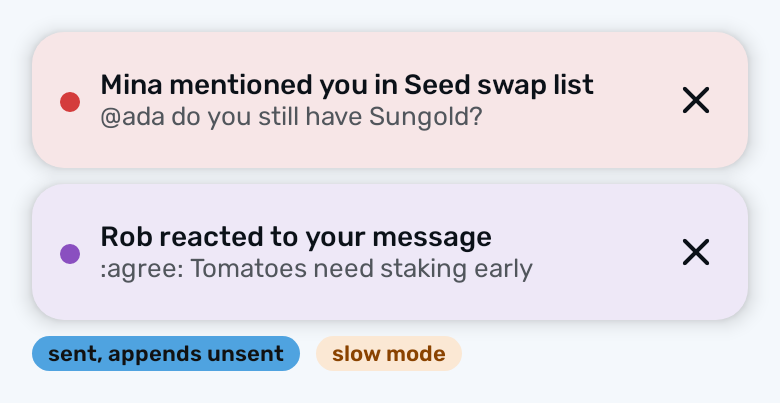 Mina mentioned you in Seed swap list
@ada do you still have Sungold?
Rob reacted to your message
:agree: Tomatoes need staking early
sent, appends unsent
slow mode